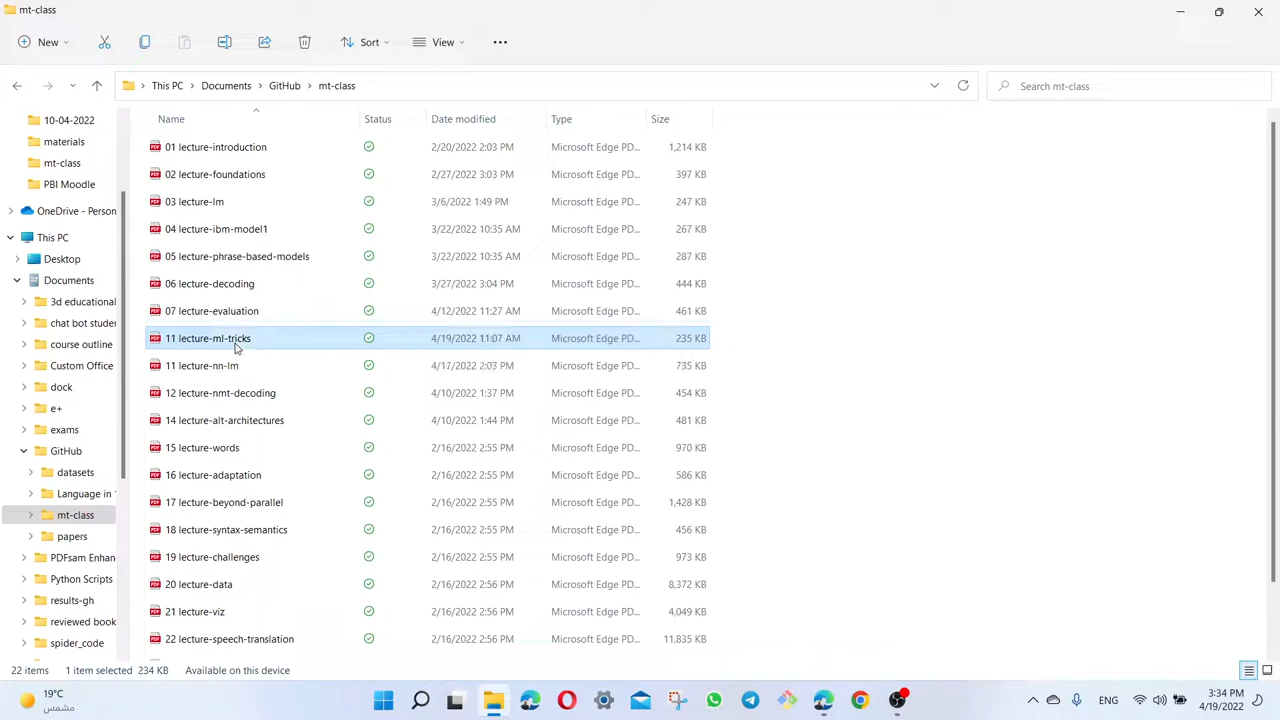 mt-class
New
Sort
View
This PC > Documents > GitHub > mt-class
Search mt-class
Name Status Date modified Type Size
10-04-2022
materials
mt-class
PBI Moodle
OneDrive - Person
This PC
Desktop
Documents
3d educational
chat bot stude
course outline
Custom Office
dock
e+
exams
GitHub
datasets
Language in
mt-class
papers
PDFsam Enhan
Python Scripts
results-gh
reviewed book
spider_code
01 lecture-introduction 2/20/2022 2:03 PM Microsoft Edge PD... 1,214 KB
02 lecture-foundations 2/27/2022 3:03 PM Microsoft Edge PD... 397 KB
03 lecture-lm 3/6/2022 1:49 PM Microsoft Edge PD... 247 KB
04 lecture-ibm-model1 3/22/2022 10:35 AM Microsoft Edge PD... 267 KB
05 lecture-phrase-based-models 3/22/2022 10:35 AM Microsoft Edge PD... 287 KB
06 lecture-decoding 3/27/2022 3:04 PM Microsoft Edge PD... 444 KB
07 lecture-evaluation 4/12/2022 11:27 AM Microsoft Edge PD... 461 KB
11 lecture-ml-tricks 4/19/2022 11:07 AM Microsoft Edge PD... 235 KB
11 lecture-nn-lm 4/17/2022 2:03 PM Microsoft Edge PD... 735 KB
12 lecture-nmt-decoding 4/10/2022 1:37 PM Microsoft Edge PD... 454 KB
14 lecture-alt-architectures 4/10/2022 1:44 PM Microsoft Edge PD... 481 KB
15 lecture-words 2/16/2022 2:55 PM Microsoft Edge PD... 970 KB
16 lecture-adaptation 2/16/2022 2:55 PM Microsoft Edge PD... 586 KB
17 lecture-beyond-parallel 2/16/2022 2:55 PM Microsoft Edge PD... 1,428 KB
18 lecture-syntax-semantics 2/16/2022 2:55 PM Microsoft Edge PD... 456 KB
19 lecture-challenges 2/16/2022 2:55 PM Microsoft Edge PD... 973 KB
20 lecture-data 2/16/2022 2:56 PM Microsoft Edge PD... 8,372 KB
21 lecture-viz 2/16/2022 2:56 PM Microsoft Edge PD... 4,049 KB
22 lecture-speech-translation 2/16/2022 2:56 PM Microsoft Edge PD... 11,835 KB
22 items 1 item selected 234 KB Available on this device
19°C
مشمس
ENG
3:34 PM
4/19/2022